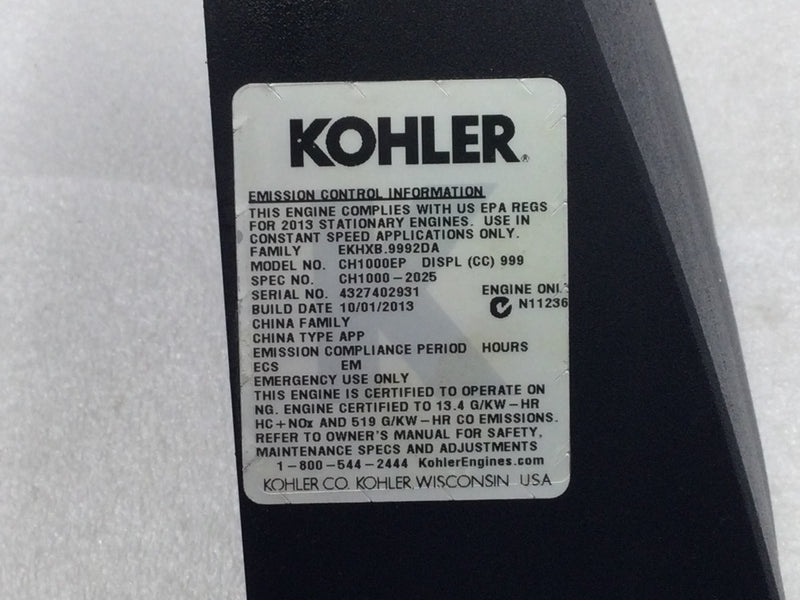 KOHLER®
EMISSION CONTROL INFORMATION
THIS ENGINE COMPLIES WITH US EPA REGS
FOR 2013 STATIONARY ENGINES. USE IN
CONSTANT SPEED APPLICATIONS ONLY.
FAMILY EKHXB.9992DA
MODEL NO. CH1000EP DISPL (CC) 999
SPEC NO. CH1000-2025
SERIAL NO. 4327402931 ENGINE ONL
BUILD DATE 10/01/2013 N11236
CHINA FAMILY
CHINA TYPE APP
EMISSION COMPLIANCE PERIOD HOURS
ECS EM
EMERGENCY USE ONLY
THIS ENGINE IS CERTIFIED TO OPERATE ON
NG. ENGINE CERTIFIED TO 13.4 G/KW-HR
HC+NOx AND 519 G/KW-HR CO EMISSIONS.
REFER TO OWNER'S MANUAL FOR SAFETY,
MAINTENANCE SPECS AND ADJUSTMENTS
1-800-544-2444 KohlerEngines.com
KOHLER CO. KOHLER, WISCONSIN USA